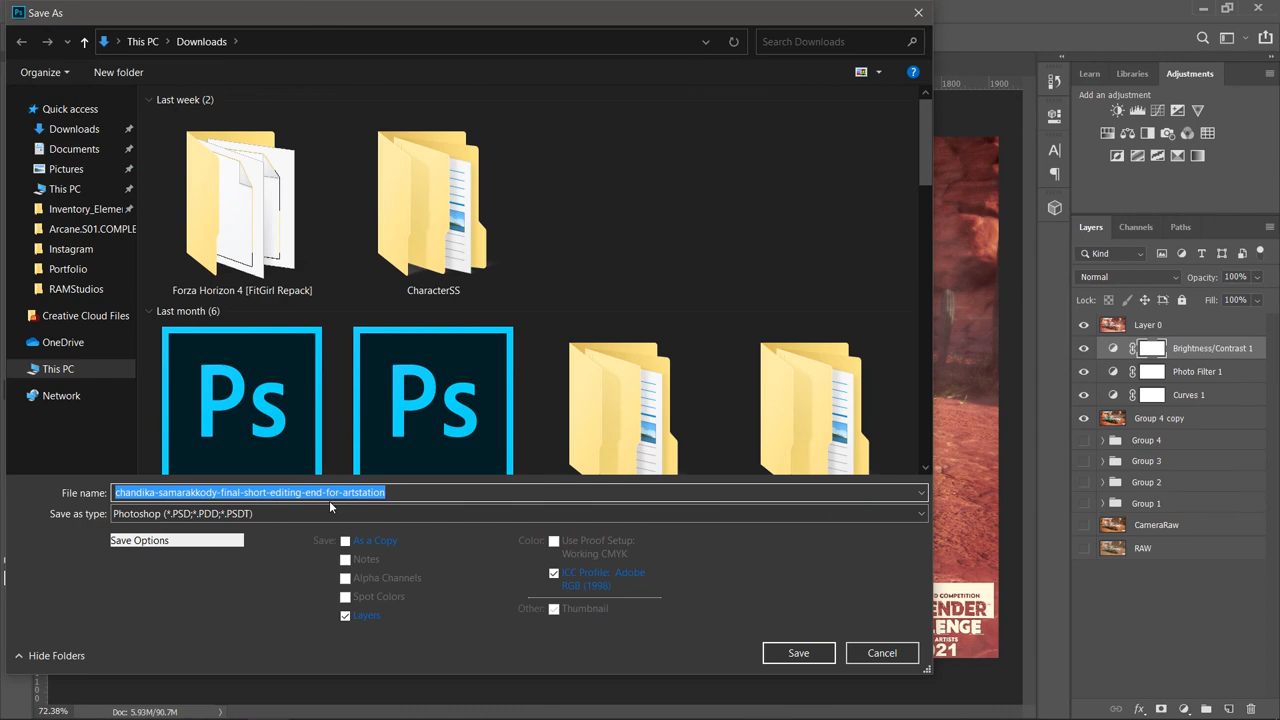 Ps Save As
This PC Downloads
Search Downloads
Organize New folder
?
Last week (2)
Quick access
Downloads
Documents
Pictures
This PC
Inventory_Eleme
Arcane.S01.COMPLE
Instagram
Portfolio
RAMStudios
Creative Cloud Files
OneDrive
This PC
Network
Forza Horizon 4 [FitGirl Repack]
CharacterSS
Last month (6)
Ps
Ps
File name: chandika-samarakkody-final-short-editing-end-for-artstation
Save as type: Photoshop (*.PSD;*.PDD;*.PSDT)
Save Options
Save: As a Copy
Notes
Alpha Channels
Spot Colors
Layers
Color: Use Proof Setup:
Working CMYK
ICC Profile: Adobe
RGB (1998)
Other: Thumbnail
Hide Folders
Save
Cancel
72.38% Doc: 5.93M/90.7M
1800 1900
D COMPETITION
ENDER
LENGE
ARTISTS
021
Learn Libraries Adjustments
Add an adjustment
Layers Channels Paths
Kind
Normal Opacity: 100%
Lock: Fill: 100%
Layer 0
Brightness/Contrast 1
Photo Filter 1
Curves 1
Group 4 copy
Group 4
Group 3
Group 2
Group 1
CameraRaw
RAW